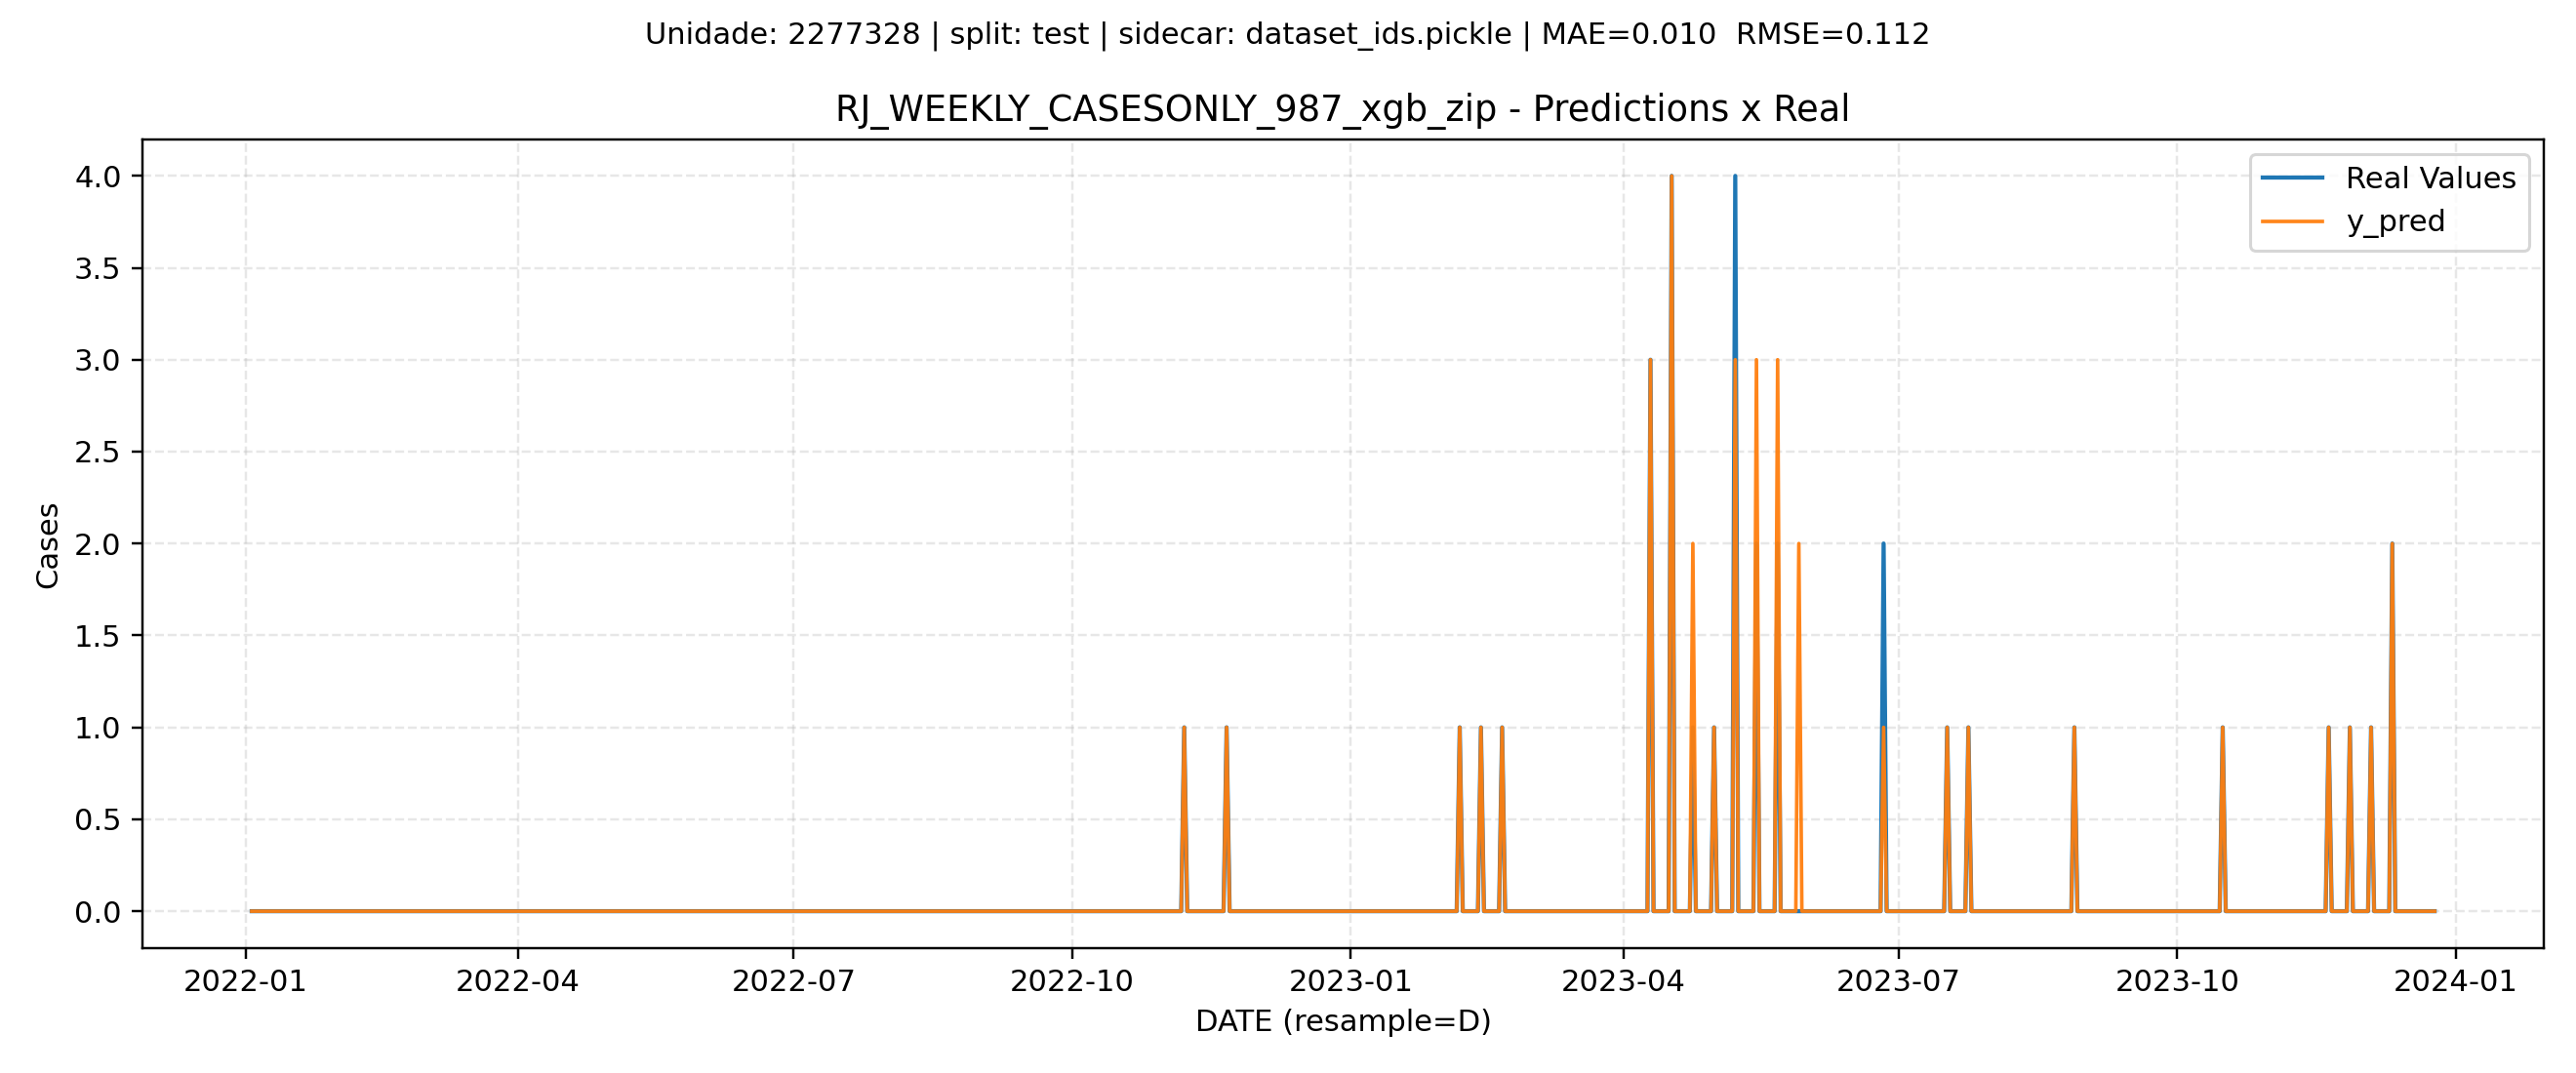 Unidade: 2277328 | split: test | sidecar: dataset_ids.pickle | MAE=0.010  RMSE=0.112
RJ_WEEKLY_CASESONLY_987_xgb_zip - Predictions x Real
Real Values
y_pred
Cases
4.0
3.5
3.0
2.5
2.0
1.5
1.0
0.5
0.0
2022-01 2022-04 2022-07 2022-10 2023-01 2023-04 2023-07 2023-10 2024-01
DATE (resample=D)